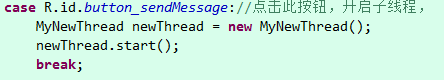 case R.id.button_sendMessage://点击此按钮，开启子线程，
    MyNewThread newThread = new MyNewThread();
    newThread.start();
    break;